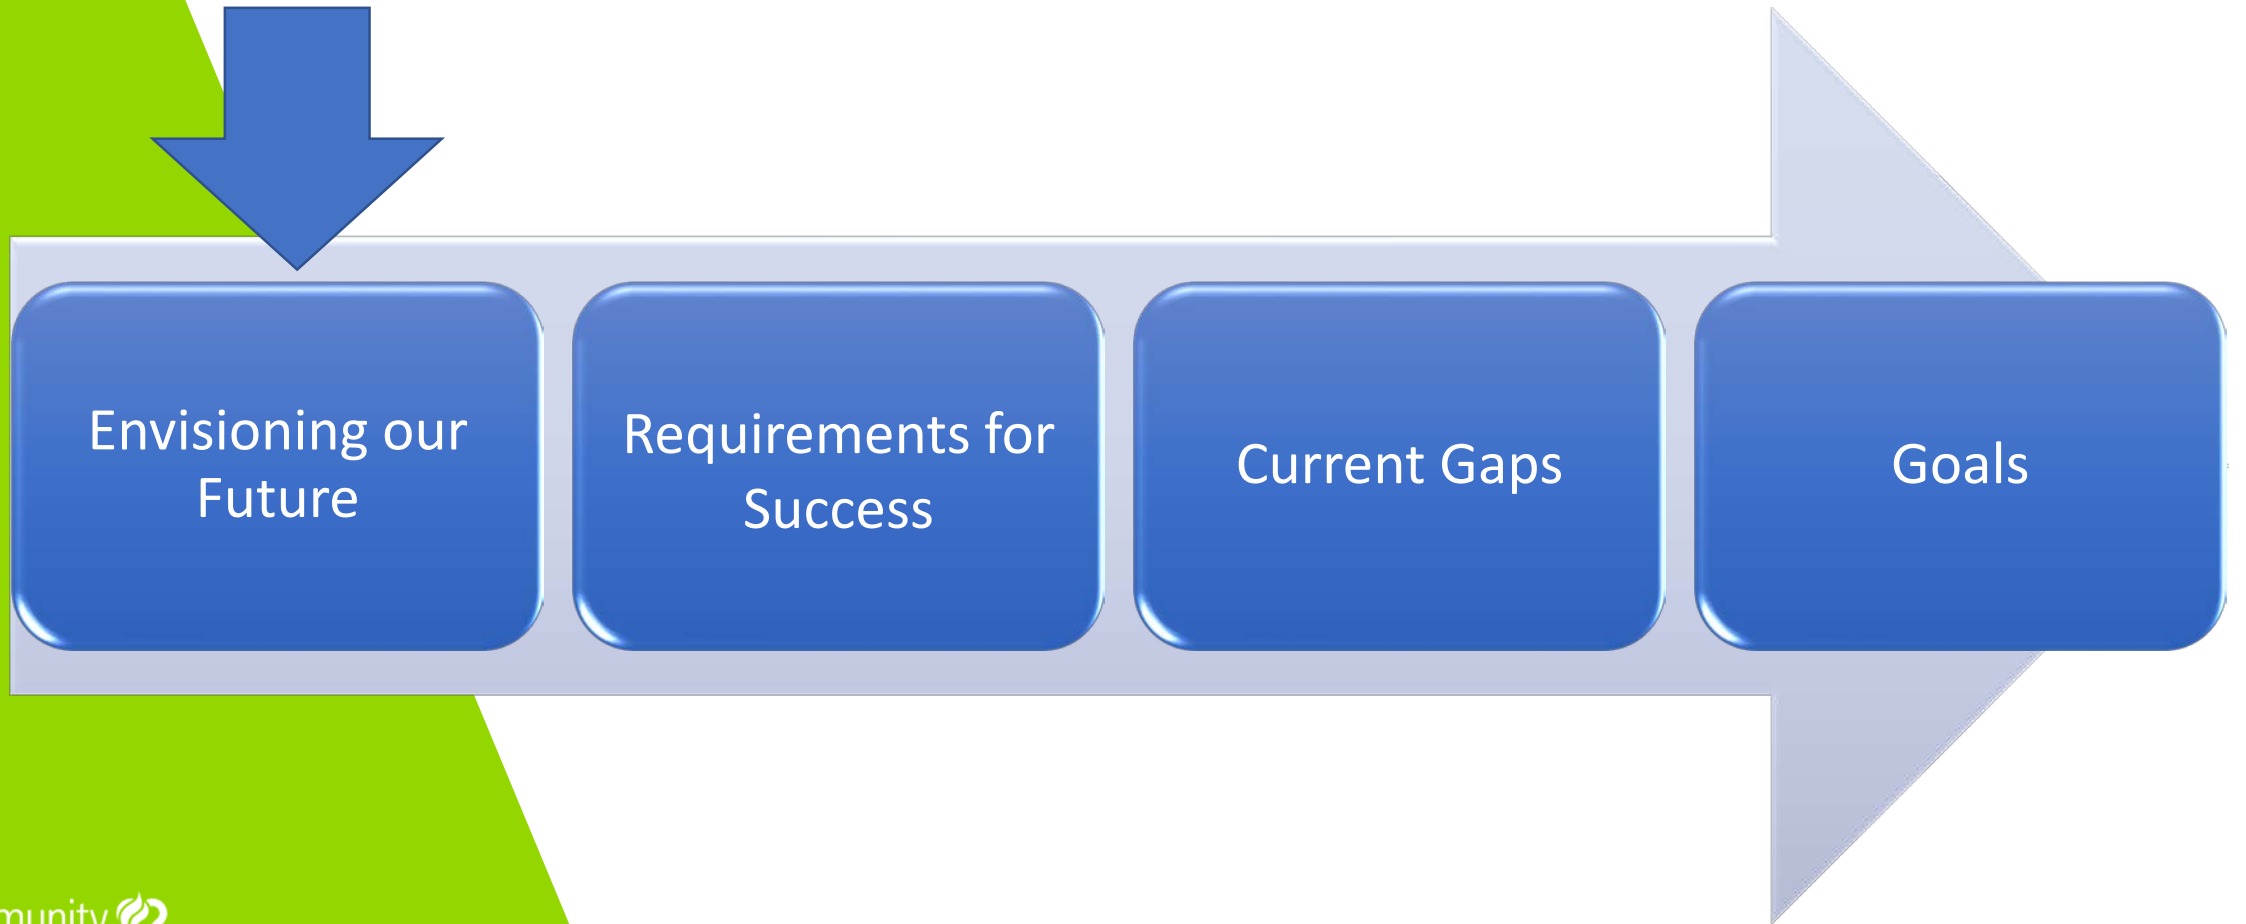 Envisioning our
Future
Requirements for
Success
Current Gaps
Goals